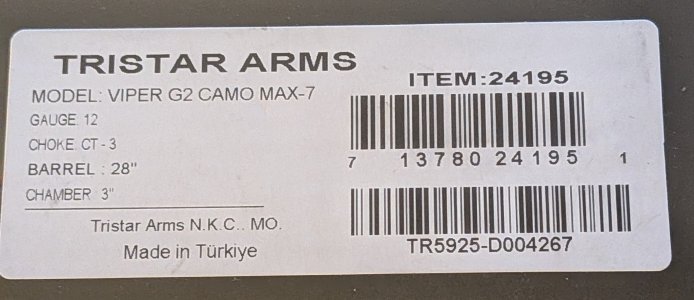 TRISTAR ARMS
MODEL: VIPER G2 CAMO MAX-7
GAUGE: 12
CHOKE: CT - 3
BARREL : 28"
CHAMBER 3"
Tristar Arms N.K.C.. MO.
Made in Türkiye
ITEM:24195
7 13780 24195 1
TR5925-D004267